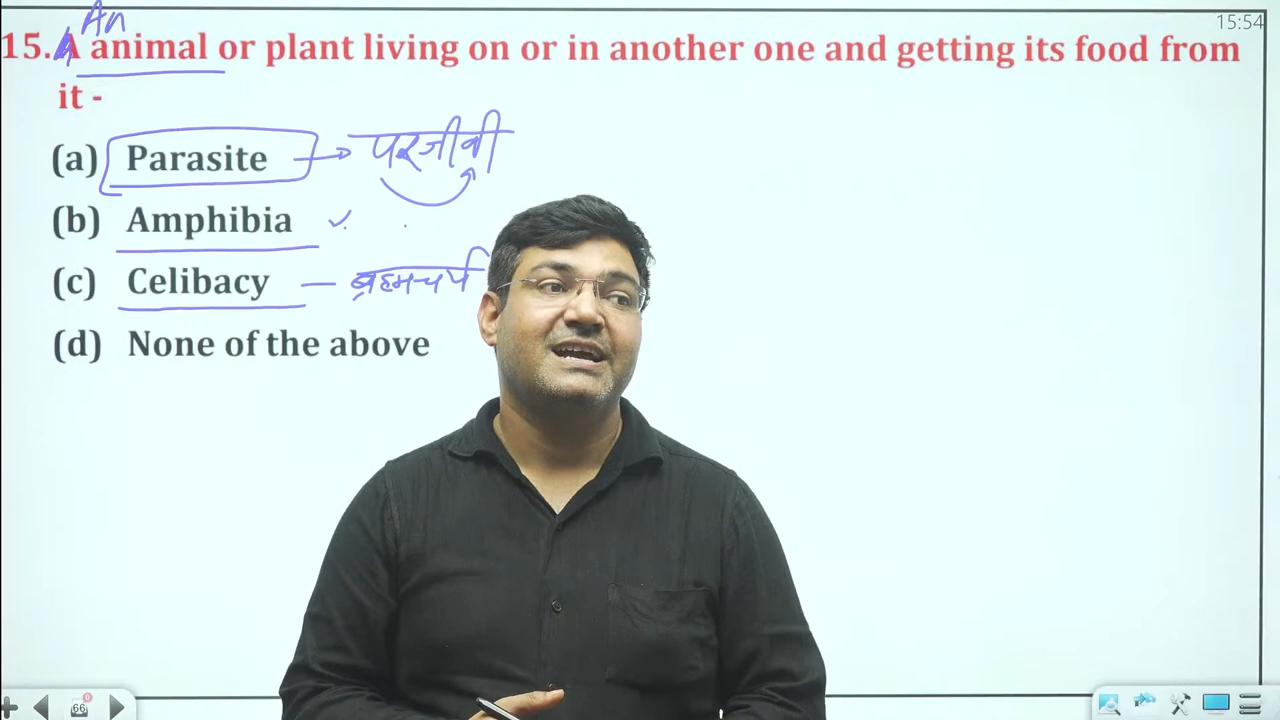 15:54
An
15. A animal or plant living on or in another one and getting its food from
it -
(a) Parasite → परजीवी
(b) Amphibia ✓
(c) Celibacy — ब्रह्मचर्य
(d) None of the above
66
0